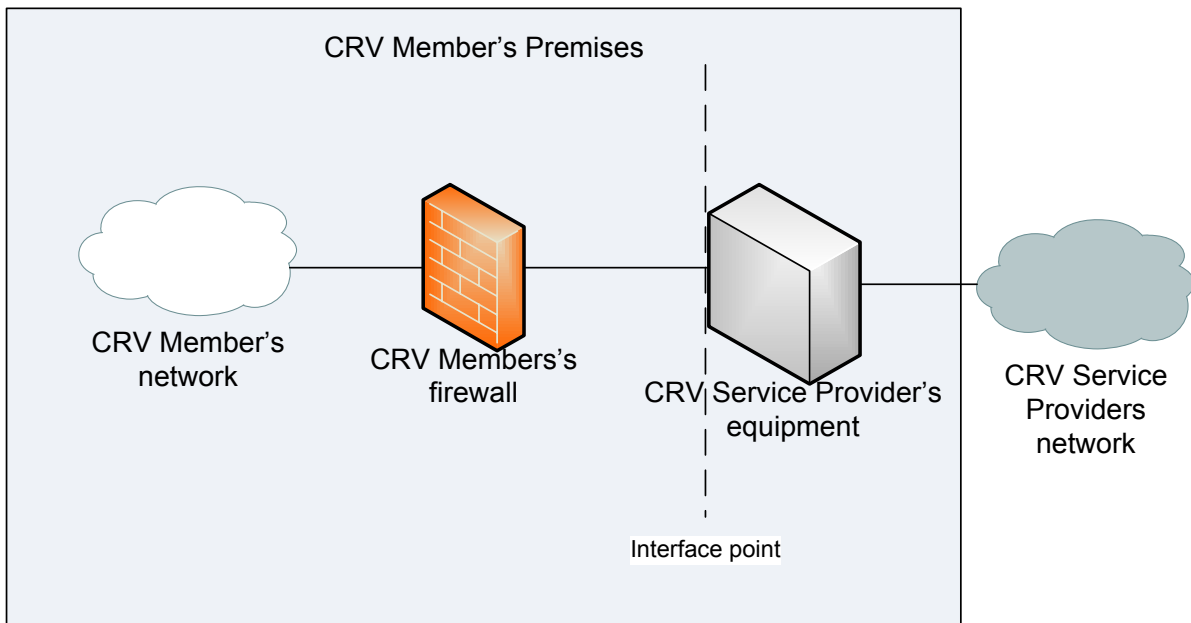 CRV Member's Premises
CRV Member's
network
CRV Members's
firewall
CRV Service Provider's
equipment
CRV Service
Providers
network
Interface point